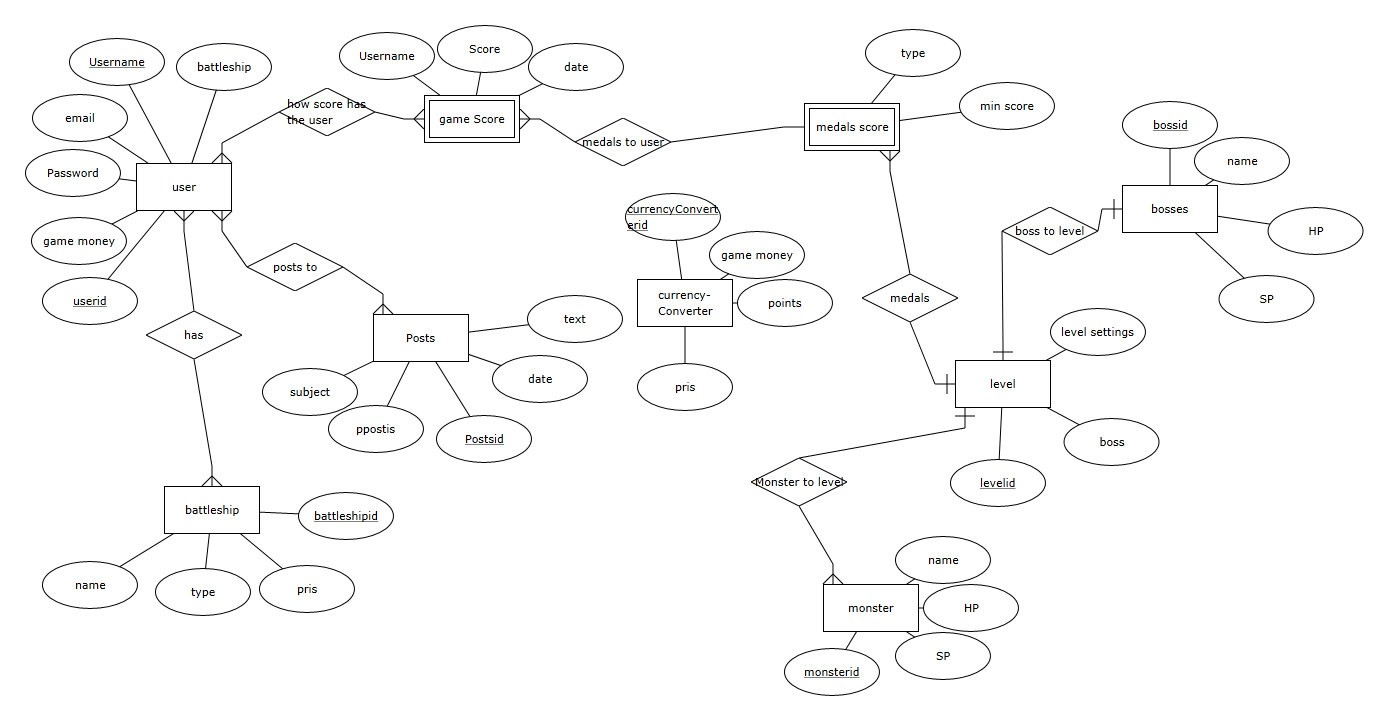 Username
battleship
email
Password
user
game money
userid
how score has
the user
Username
Score
date
game Score
medals to user
type
min score
medals score
bossid
name
bosses
boss to level
HP
SP
currencyConvert
erid
game money
currency-
Converter
points
pris
medals
posts to
has
text
Posts
date
subject
ppostis
Postsid
level settings
level
boss
levelid
Monster to level
battleship
battleshipid
name
type
pris
name
monster
HP
SP
monsterid